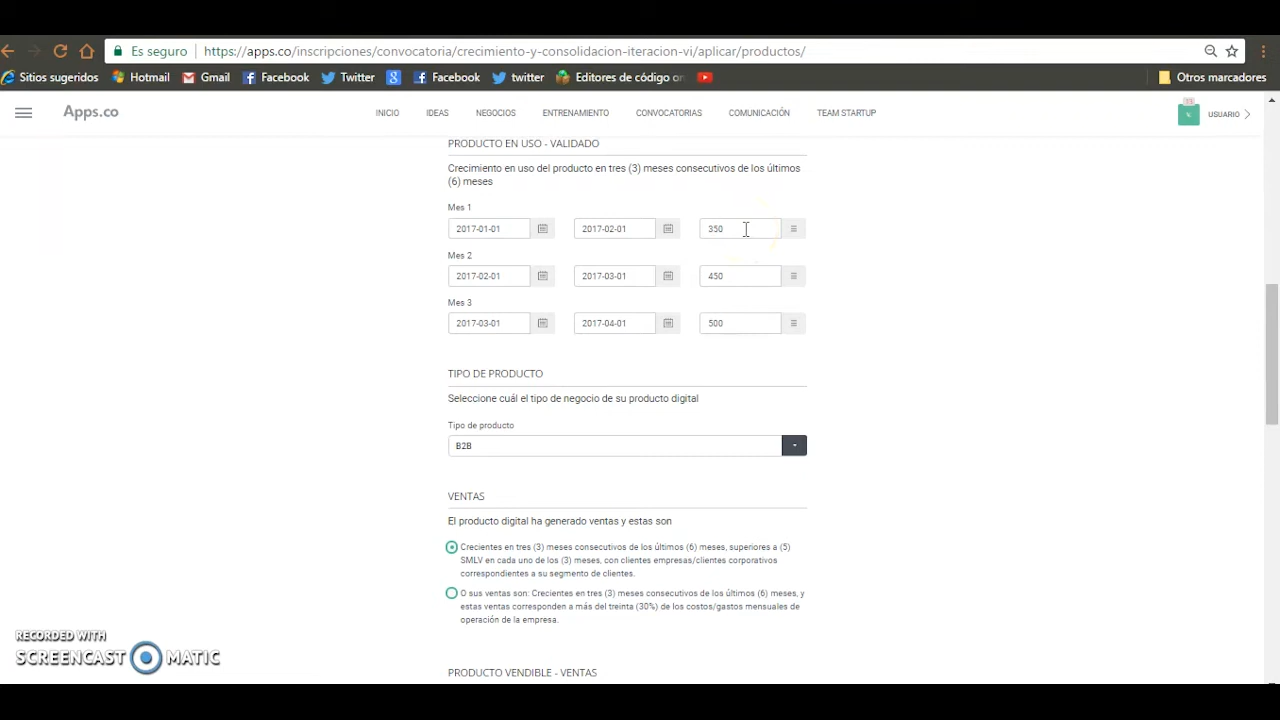 Es seguro https://apps.co/inscripciones/convocatoria/crecimiento-y-consolidacion-iteracion-vi/aplicar/productos/
Sitios sugeridos Hotmail Gmail Facebook Twitter Facebook twitter Editores de código on Otros marcadores
Apps.co INICIO IDEAS NEGOCIOS ENTRENAMIENTO CONVOCATORIAS COMUNICACIÓN TEAM STARTUP USUARIO
PRODUCTO EN USO - VALIDADO
Crecimiento en uso del producto en tres (3) meses consecutivos de los últimos
(6) meses
Mes 1
2017-01-01 2017-02-01 350
Mes 2
2017-02-01 2017-03-01 450
Mes 3
2017-03-01 2017-04-01 500
TIPO DE PRODUCTO
Seleccione cuál el tipo de negocio de su producto digital
Tipo de producto
B2B
VENTAS
El producto digital ha generado ventas y estas son
Crecientes en tres (3) meses consecutivos de los últimos (6) meses, superiores a (5)
SMLV en cada uno de los (3) meses, con clientes empresas/clientes corporativos
correspondientes a su segmento de clientes.
O sus ventas son: Crecientes en tres (3) meses consecutivos de los últimos (6) meses, y
estas ventas corresponden a más del treinta (30%) de los costos/gastos mensuales de
operación de la empresa.
PRODUCTO VENDIBLE - VENTAS
RECORDED WITH
SCREENCAST MATIC